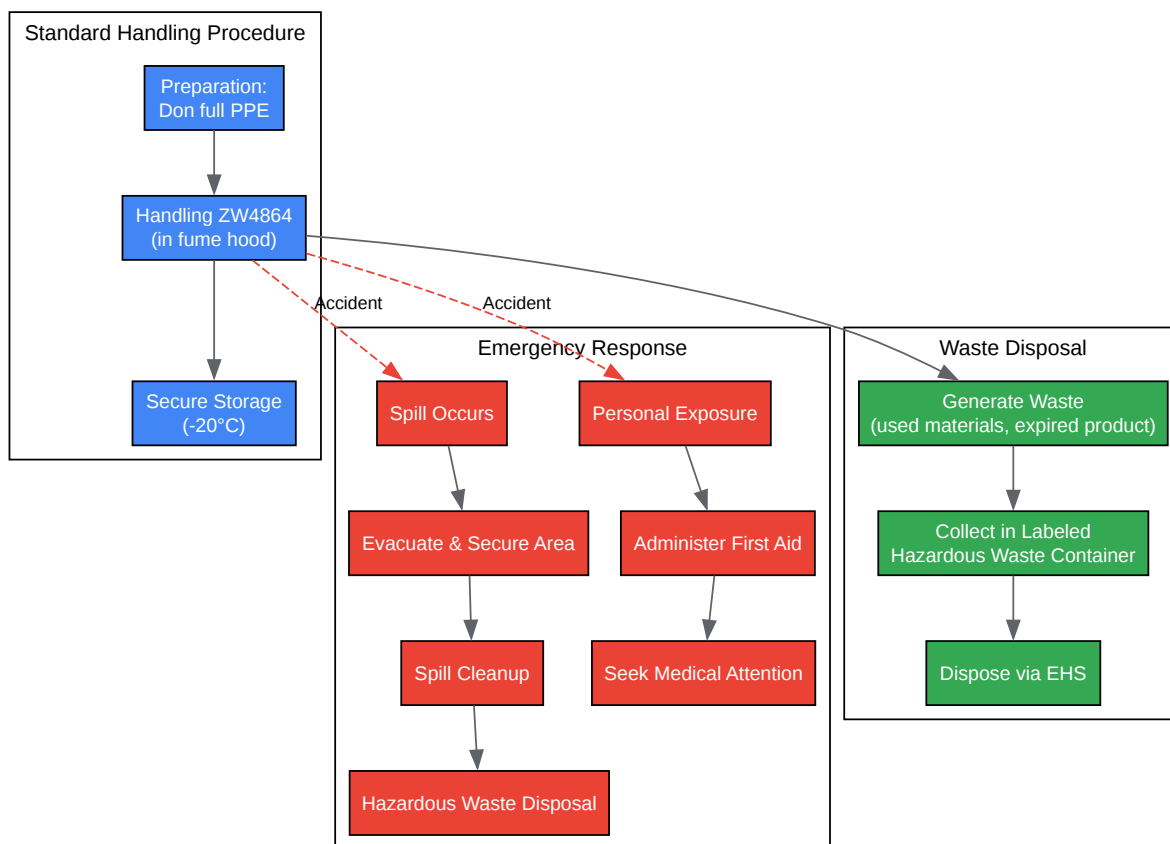 Standard Handling Procedure
Preparation:
Don full PPE
Handling ZW4864
(in fume hood)
Secure Storage
(-20°C)
Accident
Accident
Emergency Response
Spill Occurs
Personal Exposure
Evacuate & Secure Area
Administer First Aid
Spill Cleanup
Seek Medical Attention
Hazardous Waste Disposal
Waste Disposal
Generate Waste
(used materials, expired product)
Collect in Labeled
Hazardous Waste Container
Dispose via EHS